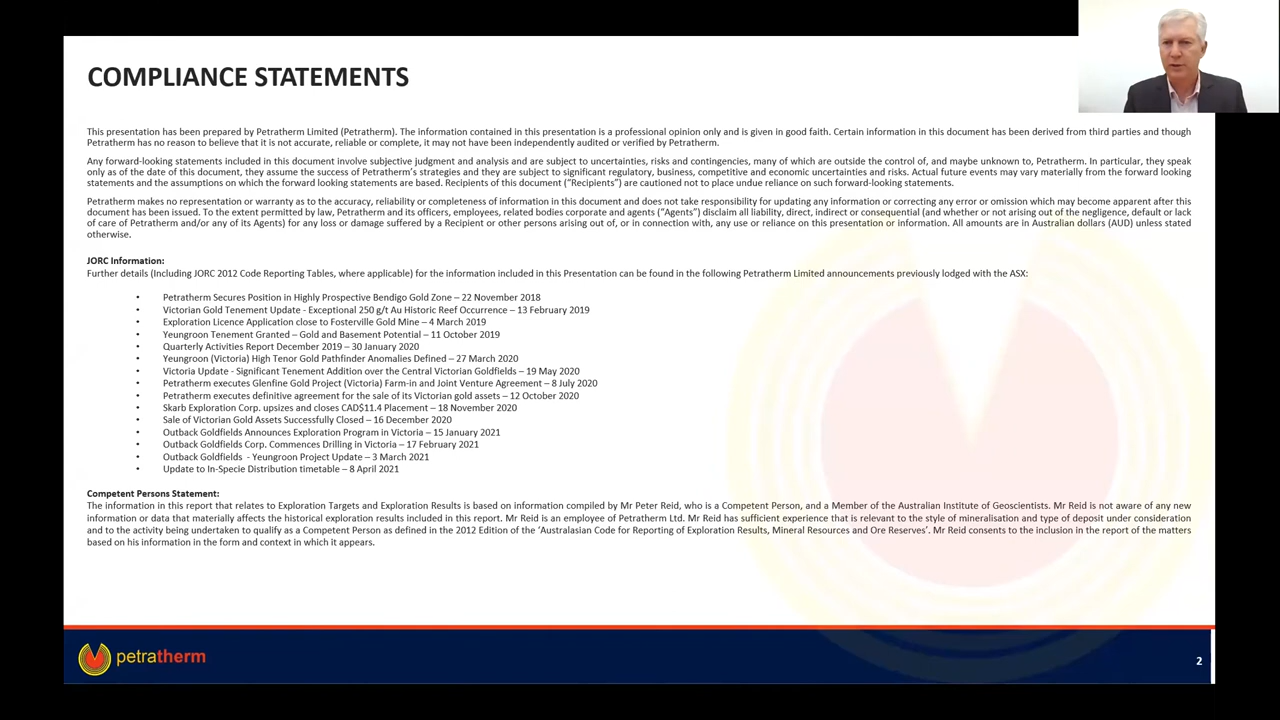 COMPLIANCE STATEMENTS
This presentation has been prepared by Petratherm Limited (Petratherm). The information contained in this presentation is a professional opinion only and is given in good faith. Certain information in this document has been derived from third parties and though
Petratherm has no reason to believe that it is not accurate, reliable or complete, it may not have been independently audited or verified by Petratherm.
Any forward-looking statements included in this document involve subjective judgment and analysis and are subject to uncertainties, risks and contingencies, many of which are outside the control of, and maybe unknown to, Petratherm. In particular, they speak
only as of the date of this document, they assume the success of Petratherm's strategies and they are subject to significant regulatory, business, competitive and economic uncertainties and risks. Actual future events may vary materially from the forward looking
statements and the assumptions on which the forward looking statements are based. Recipients of this document ("Recipients") are cautioned not to place undue reliance on such forward-looking statements.
Petratherm makes no representation or warranty as to the accuracy, reliability or completeness of information in this document and does not take responsibility for updating any information or correcting any error or omission which may become apparent after this
document has been issued. To the extent permitted by law, Petratherm and its officers, employees, related bodies corporate and agents ("Agents") disclaim all liability, direct, indirect or consequential (and whether or not arising out of the negligence, default or lack
of care of Petratherm and/or any of its Agents) for any loss or damage suffered by a Recipient or other persons arising out of, or in connection with, any use or reliance on this presentation or information. All amounts are in Australian dollars (AUD) unless stated
otherwise.
JORC Information:
Further details (Including JORC 2012 Code Reporting Tables, where applicable) for the information included in this Presentation can be found in the following Petratherm Limited announcements previously lodged with the ASX:
• Petratherm Secures Position in Highly Prospective Bendigo Gold Zone – 22 November 2018
• Victorian Gold Tenement Update - Exceptional 250 g/t Au Historic Reef Occurrence – 13 February 2019
• Exploration Licence Application close to Fosterville Gold Mine – 4 March 2019
• Yeungroon Tenement Granted – Gold and Basement Potential – 11 October 2019
• Quarterly Activities Report December 2019 – 30 January 2020
• Yeungroon (Victoria) High Tenor Gold Pathfinder Anomalies Defined – 27 March 2020
• Victoria Update - Significant Tenement Addition over the Central Victorian Goldfields – 19 May 2020
• Petratherm executes Glenfine Gold Project (Victoria) Farm-in and Joint Venture Agreement – 8 July 2020
• Petratherm executes definitive agreement for the sale of its Victorian gold assets – 12 October 2020
• Skarb Exploration Corp. upsizes and closes CAD$11.4 Placement – 18 November 2020
• Sale of Victorian Gold Assets Successfully Closed – 16 December 2020
• Outback Goldfields Announces Exploration Program in Victoria – 15 January 2021
• Outback Goldfields Corp. Commences Drilling in Victoria – 17 February 2021
• Outback Goldfields - Yeungroon Project Update – 3 March 2021
• Update to In-Specie Distribution timetable – 8 April 2021
Competent Persons Statement:
The information in this report that relates to Exploration Targets and Exploration Results is based on information compiled by Mr Peter Reid, who is a Competent Person, and a Member of the Australian Institute of Geoscientists. Mr Reid is not aware of any new
information or data that materially affects the historical exploration results included in this report. Mr Reid is an employee of Petratherm Ltd. Mr Reid has sufficient experience that is relevant to the style of mineralisation and type of deposit under consideration
and to the activity being undertaken to qualify as a Competent Person as defined in the 2012 Edition of the 'Australasian Code for Reporting of Exploration Results, Mineral Resources and Ore Reserves'. Mr Reid consents to the inclusion in the report of the matters
based on his information in the form and context in which it appears.
petratherm
2